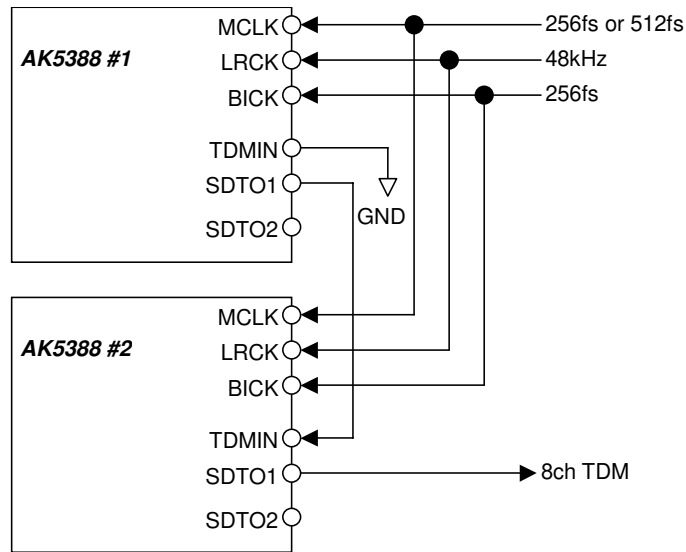 MCLK
256fs or 512fs
AK5388 #1
LRCK
48kHz
BICK
256fs
TDMIN
SDTO1
GND
SDTO2
MCLK
AK5388 #2
LRCK
BICK
TDMIN
SDTO1
8ch TDM
SDTO2